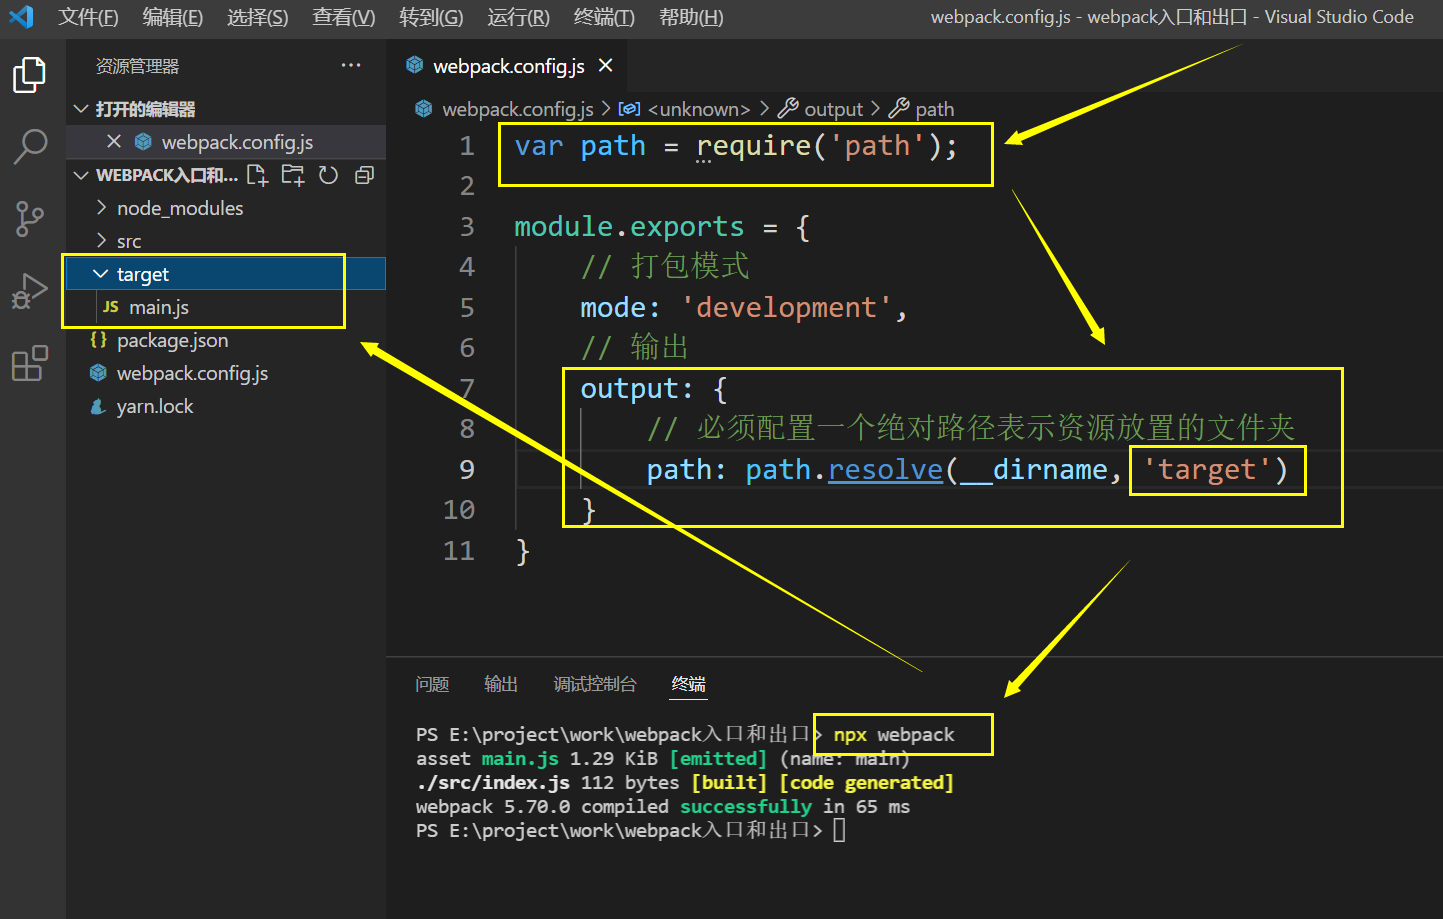 文件(F) 编辑(E) 选择(S) 查看(V) 转到(G) 运行(R) 终端(T) 帮助(H) webpack.config.js - webpack入口和出口 - Visual Studio Code
资源管理器 ···
打开的编辑器
webpack.config.js
WEBPACK入口和...
node_modules
src
target
JS main.js
{} package.json
webpack.config.js
yarn.lock
webpack.config.js
webpack.config.js > <unknown> > output > path
1 var path = require('path');
2
3 module.exports = {
4 // 打包模式
5 mode: 'development',
6 // 输出
7 output: {
8 // 必须配置一个绝对路径表示资源放置的文件夹
9 path: path.resolve(__dirname, 'target')
10 }
11 }
问题 输出 调试控制台 终端
PS E:\project\work\webpack入口和出口> npx webpack
asset main.js 1.29 KiB [emitted] (name: main)
./src/index.js 112 bytes [built] [code generated]
webpack 5.70.0 compiled successfully in 65 ms
PS E:\project\work\webpack入口和出口>